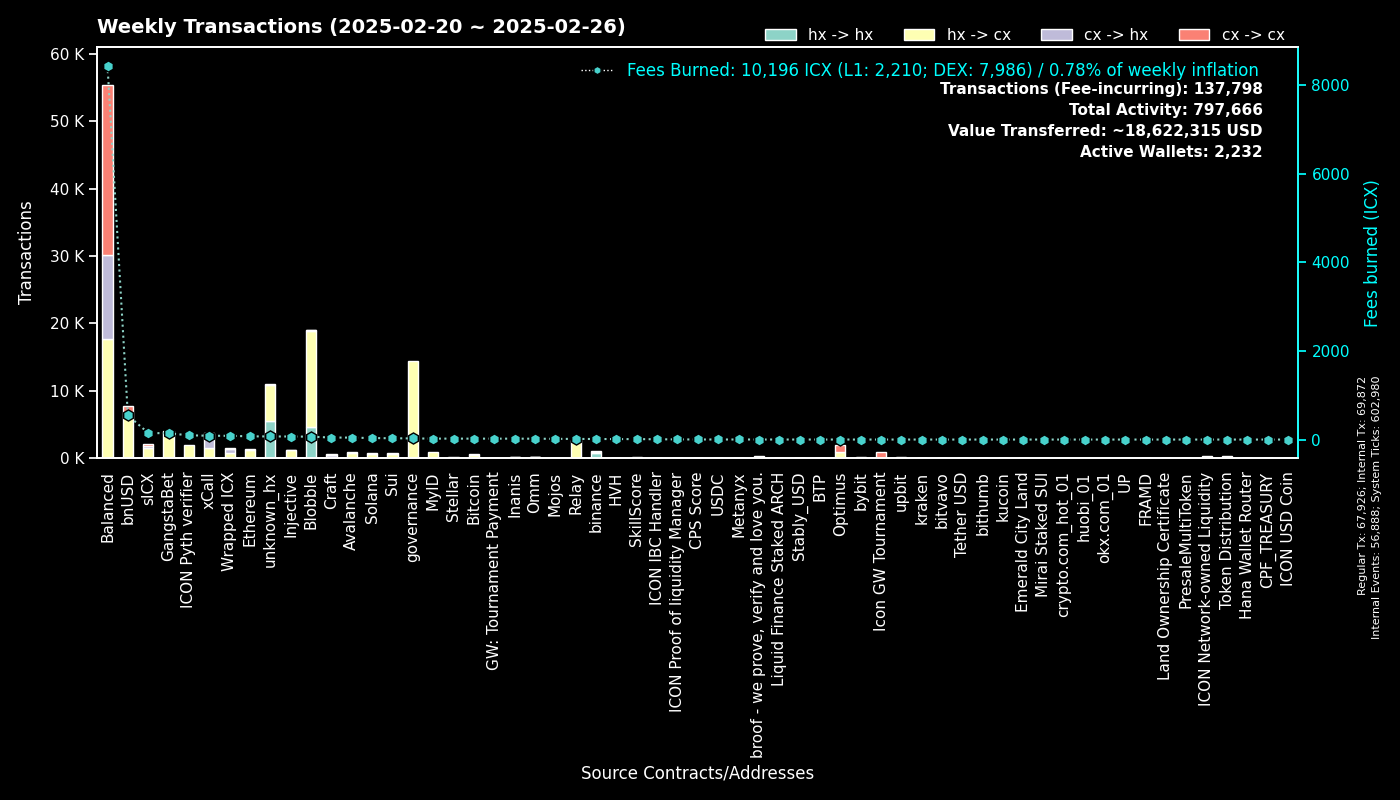 Weekly Transactions (2025-02-20 ~ 2025-02-26)
hx -> hx
hx -> cx
cx -> hx
cx -> cx
Fees Burned: 10,196 ICX (L1: 2,210; DEX: 7,986) / 0.78% of weekly inflation
Transactions (Fee-incurring): 137,798
Total Activity: 797,666
Value Transferred: ~18,622,315 USD
Active Wallets: 2,232
Transactions
60 K
50 K
40 K
30 K
20 K
10 K
0 K
8000
6000
4000
2000
0
Fees burned (ICX)
Regular Tx: 67,926; Internal Tx: 69,872
Internal Events: 56,888; System Ticks: 602,980
Balanced
bnUSD
sICX
GangstaBet
ICON Pyth verifier
xCall
Wrapped ICX
Ethereum
unknown_hx
Injective
Blobble
Craft
Avalanche
Solana
Sui
governance
MyID
Stellar
Bitcoin
GW: Tournament Payment
Inanis
Omm
Mojos
Relay
binance
HVH
SkillScore
ICON IBC Handler
ICON Proof of liquidity Manager
CPS Score
USDC
Metanyx
broof - we prove, verify and love you.
Liquid Finance Staked ARCH
Stably_USD
BTP
Optimus
bybit
Icon GW Tournament
upbit
kraken
bitvavo
Tether USD
bithumb
kucoin
Emerald City Land
Mirai Staked SUI
crypto.com_hot_01
huobi_01
okx.com_01
UP
FRAMD
Land Ownership Certificate
PresaleMultiToken
ICON Network-owned Liquidity
Token Distribution
Hana Wallet Router
CPF_TREASURY
ICON USD Coin
Source Contracts/Addresses